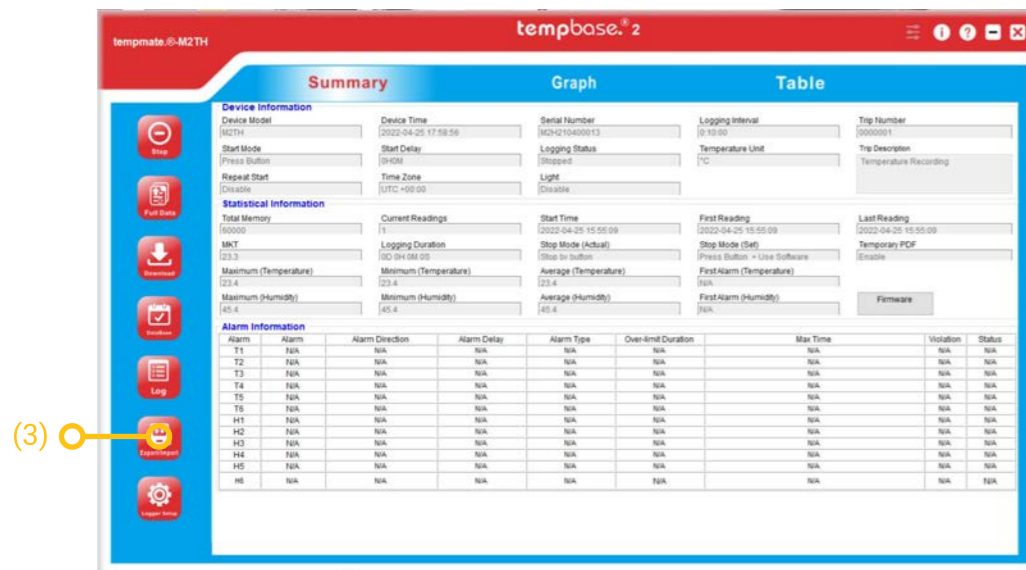 tempmate.®-M2TH
tempbase.® 2
Summary Graph Table
Device Information
Device Model Device Time Serial Number Logging Interval Trip Number
M2TH 2022-04-25 17:58:56 M2H210400013 0:10:00 0000001
Start Mode Start Delay Logging Status Temperature Unit Trip Description
Press Button 0H0M Stopped °C Temperature Recording
Repeat Start Time Zone Light
Disable UTC +00:00 Disable
Statistical Information
Total Memory Current Readings Start Time First Reading Last Reading
60000 1 2022-04-25 15:55:09 2022-04-25 15:55:09 2022-04-25 15:55:09
MKT Logging Duration Stop Mode (Actual) Stop Mode (Set) Temporary PDF
23.3 0D 0H 0M 0S Stop by button Press Button + Use Software Enable
Maximum (Temperature) Minimum (Temperature) Average (Temperature) First Alarm (Temperature)
23.4 23.4 23.4 N/A
Maximum (Humidity) Minimum (Humidity) Average (Humidity) First Alarm (Humidity) Firmware
45.4 45.4 45.4 N/A
Alarm Information
Alarm Alarm Alarm Direction Alarm Delay Alarm Type Over-limit Duration Max Time Violation Status
T1 N/A N/A N/A N/A N/A N/A N/A N/A
T2 N/A N/A N/A N/A N/A N/A N/A N/A
T3 N/A N/A N/A N/A N/A N/A N/A N/A
T4 N/A N/A N/A N/A N/A N/A N/A N/A
T5 N/A N/A N/A N/A N/A N/A N/A N/A
T6 N/A N/A N/A N/A N/A N/A N/A N/A
H1 N/A N/A N/A N/A N/A N/A N/A N/A
H2 N/A N/A N/A N/A N/A N/A N/A N/A
H3 N/A N/A N/A N/A N/A N/A N/A N/A
H4 N/A N/A N/A N/A N/A N/A N/A N/A
H5 N/A N/A N/A N/A N/A N/A N/A N/A
H6 N/A N/A N/A N/A N/A N/A N/A N/A
Stop
Full Data
Download
DataBase
Log
(3)
Export/Import
Logger Setup